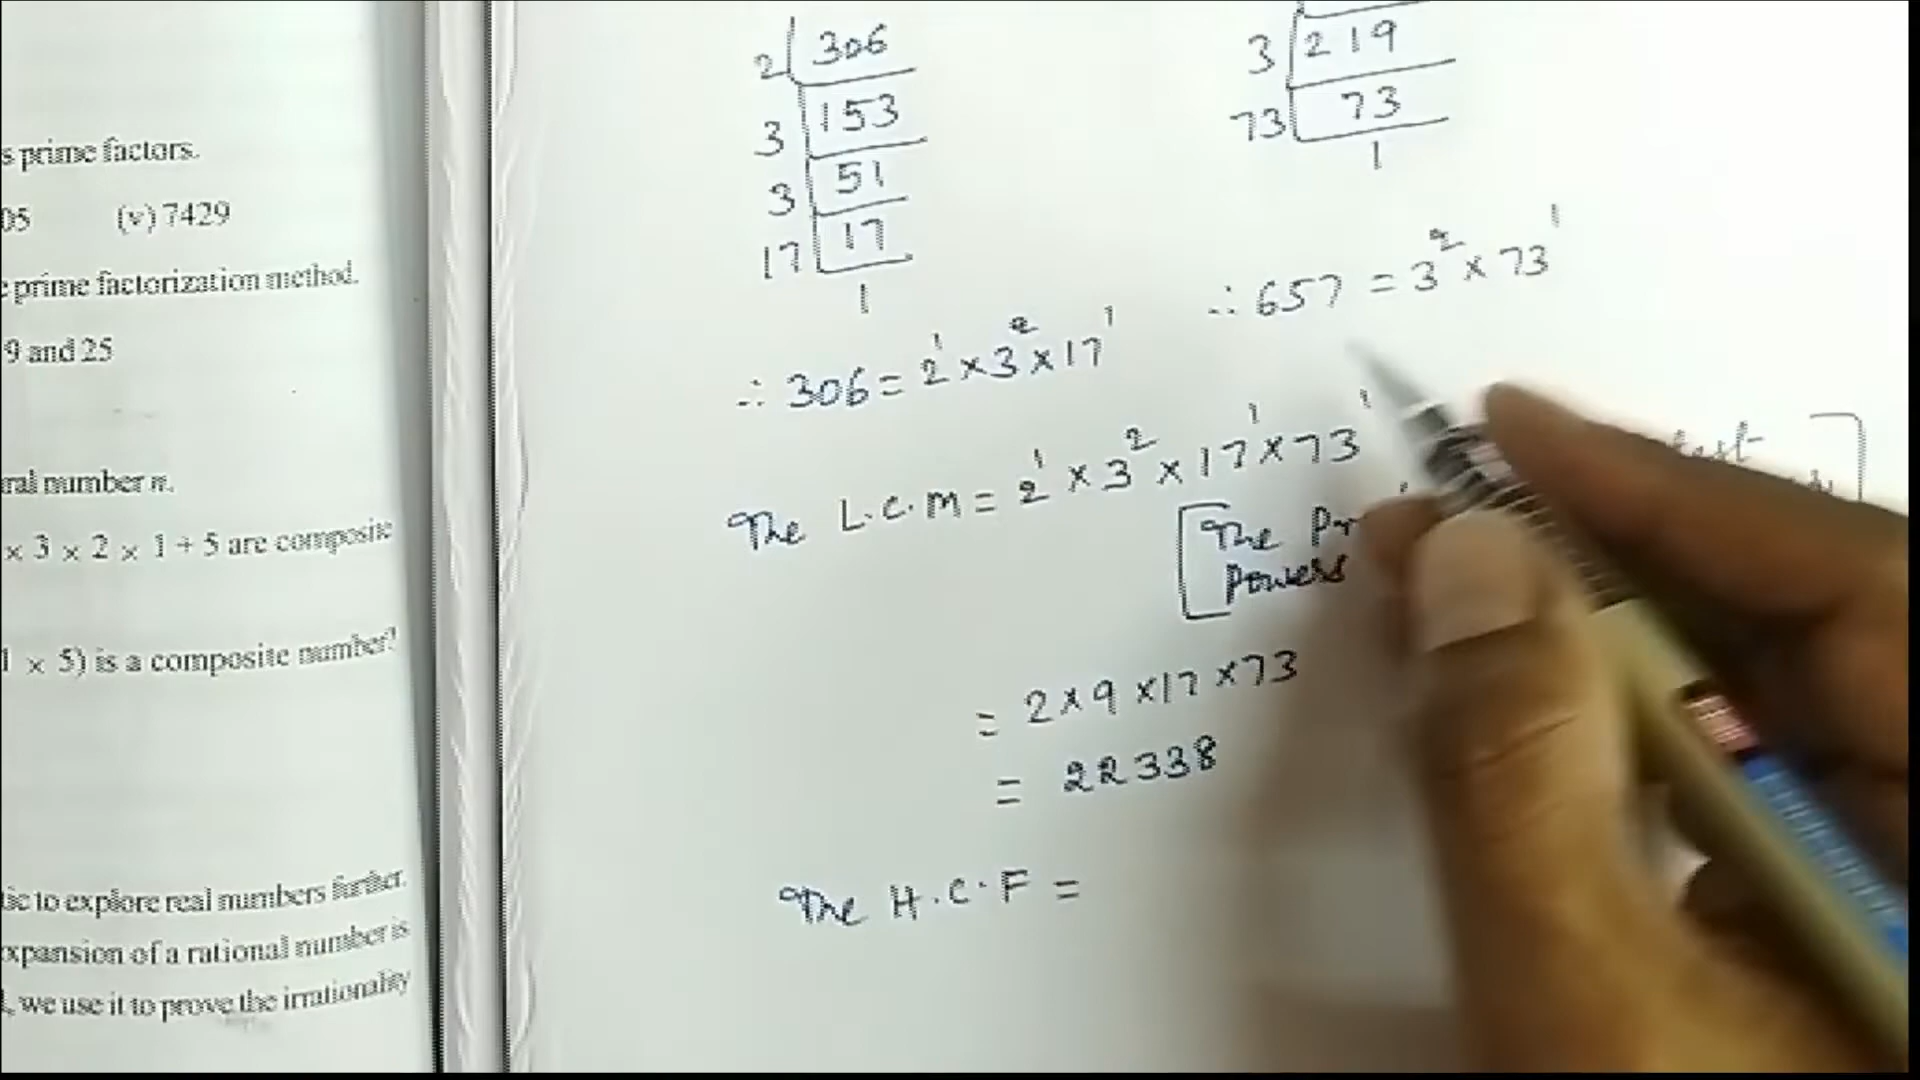 s prime factors.
05 (v) 7429
prime factorization method.
9 and 25
ral number n.
× 3 × 2 × 1 + 5 are composite
1 × 5) is a composite number?
tic to explore real numbers further.
xpansion of a rational number is
, we use it to prove the irrationality
2 306
3 153
3 51
17 17
1
∴ 306 = 2¹ × 3² × 17¹
3 219
73 73
1
∴ 657 = 3² × 73¹
The L.C.M = 2¹ × 3² × 17¹ × 73¹
[The
Powers
= 2 × 9 × 17 × 73
= 22338
The H.C.F =